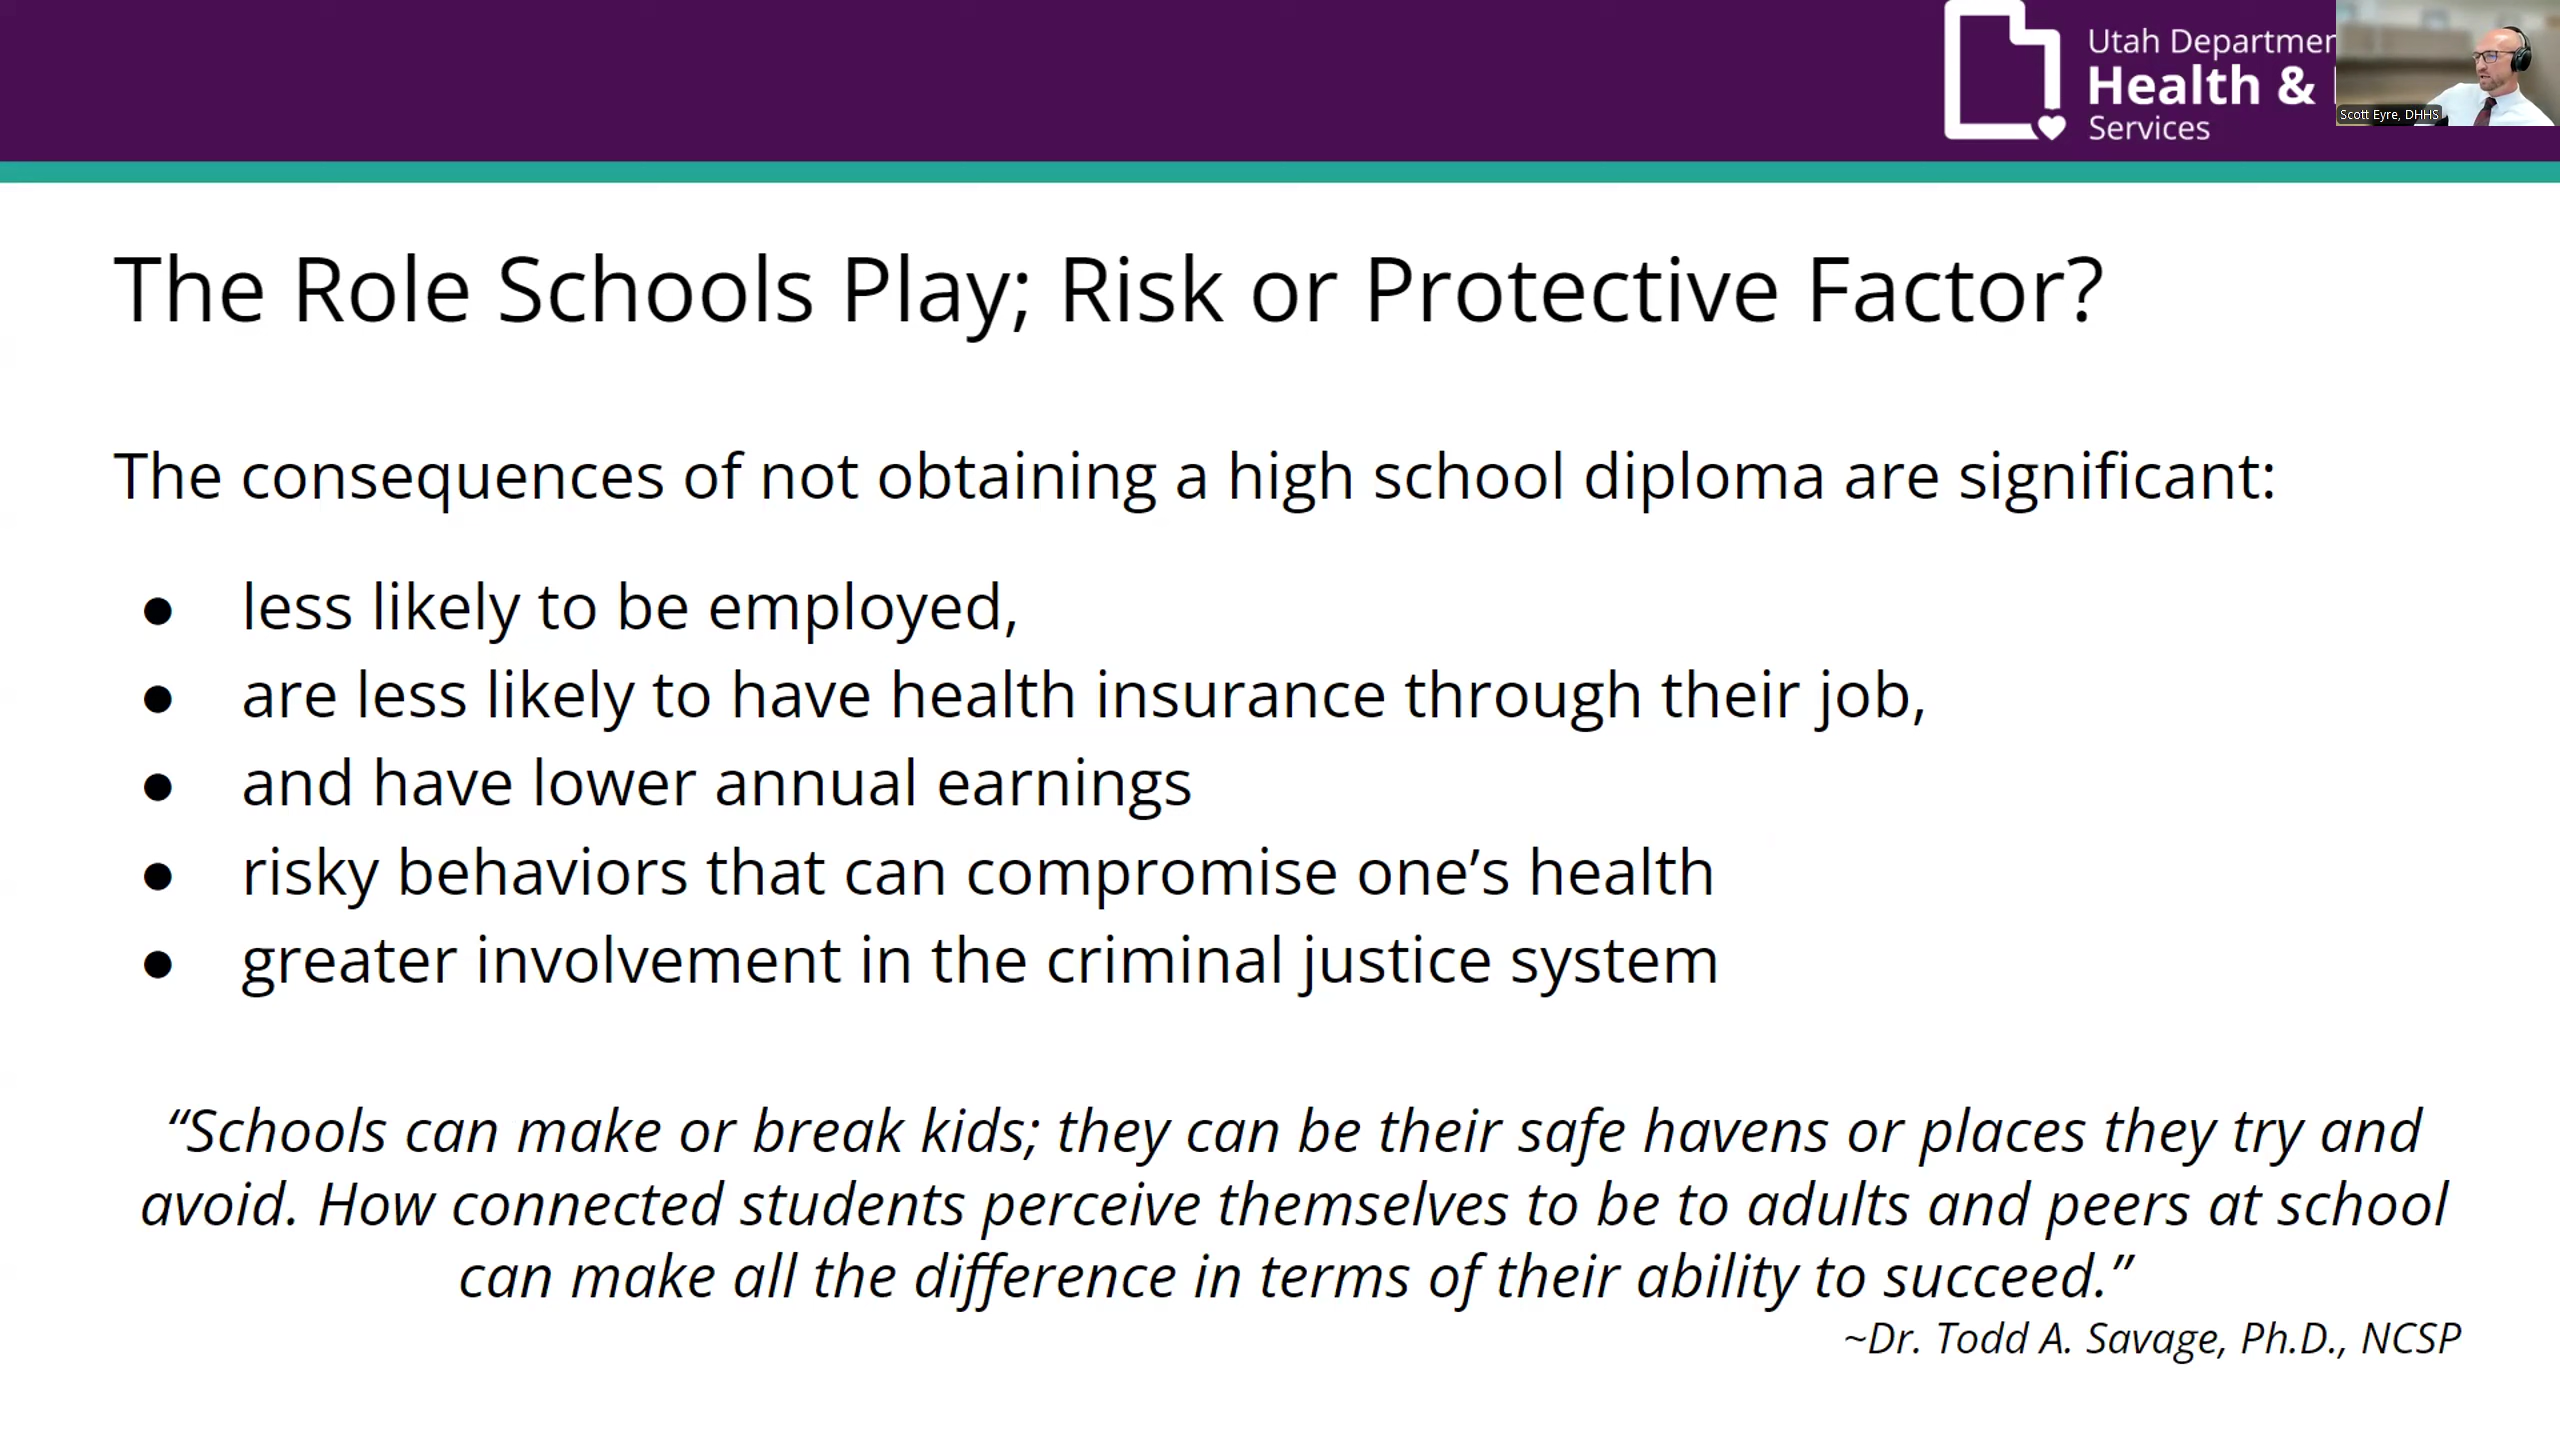 Utah Departmen
Health &
Services
Scott Eyre, DHHS
The Role Schools Play; Risk or Protective Factor?
The consequences of not obtaining a high school diploma are significant:
● less likely to be employed,
● are less likely to have health insurance through their job,
● and have lower annual earnings
● risky behaviors that can compromise one’s health
● greater involvement in the criminal justice system
“Schools can make or break kids; they can be their safe havens or places they try and
avoid. How connected students perceive themselves to be to adults and peers at school
can make all the difference in terms of their ability to succeed.”
~Dr. Todd A. Savage, Ph.D., NCSP